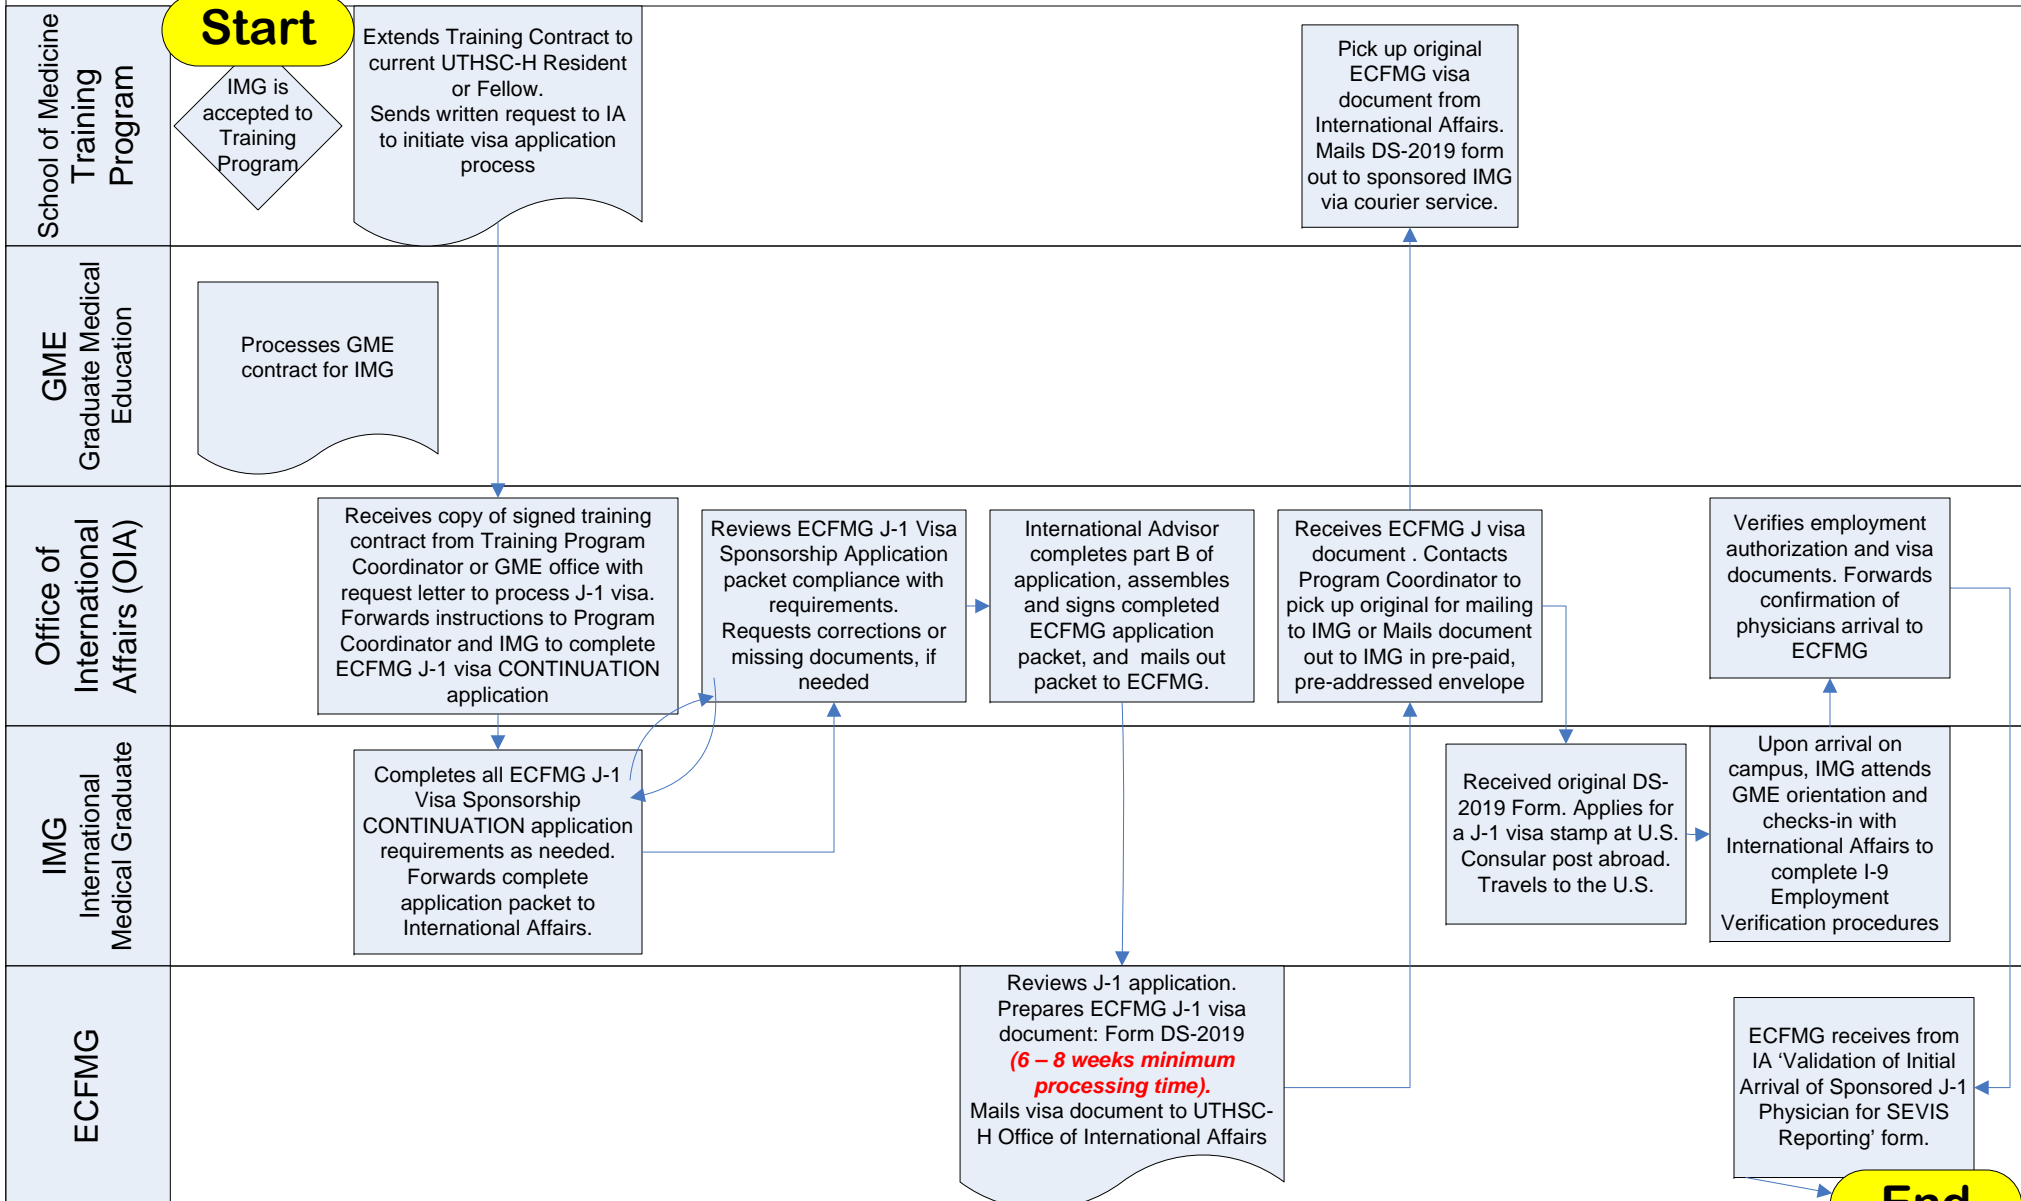 School of Medicine
Training
Program
Start
IMG is
accepted to
Training
Program
Extends Training Contract to
current UTHSC-H Resident
or Fellow.
Sends written request to IA
to initiate visa application
process
Pick up original
ECFMG visa
document from
International Affairs.
Mails DS-2019 form
out to sponsored IMG
via courier service.
GME
Graduate Medical
Education
Processes GME
contract for IMG
Office of
International
Affairs (OIA)
Receives copy of signed training
contract from Training Program
Coordinator or GME office with
request letter to process J-1 visa.
Forwards instructions to Program
Coordinator and IMG to complete
ECFMG J-1 visa CONTINUATION
application
Reviews ECFMG J-1 Visa
Sponsorship Application
packet compliance with
requirements.
Requests corrections or
missing documents, if
needed
International Advisor
completes part B of
application, assembles
and signs completed
ECFMG application
packet, and mails out
packet to ECFMG.
Receives ECFMG J visa
document . Contacts
Program Coordinator to
pick up original for mailing
to IMG or Mails document
out to IMG in pre-paid,
pre-addressed envelope
Verifies employment
authorization and visa
documents. Forwards
confirmation of
physicians arrival to
ECFMG
IMG
International
Medical Graduate
Completes all ECFMG J-1
Visa Sponsorship
CONTINUATION application
requirements as needed.
Forwards complete
application packet to
International Affairs.
Received original DS-
2019 Form. Applies for
a J-1 visa stamp at U.S.
Consular post abroad.
Travels to the U.S.
Upon arrival on
campus, IMG attends
GME orientation and
checks-in with
International Affairs to
complete I-9
Employment
Verification procedures
ECFMG
Reviews J-1 application.
Prepares ECFMG J-1 visa
document: Form DS-2019
(6 – 8 weeks minimum
processing time).
Mails visa document to UTHSC-
H Office of International Affairs
ECFMG receives from
IA ‘Validation of Initial
Arrival of Sponsored J-1
Physician for SEVIS
Reporting’ form.
End